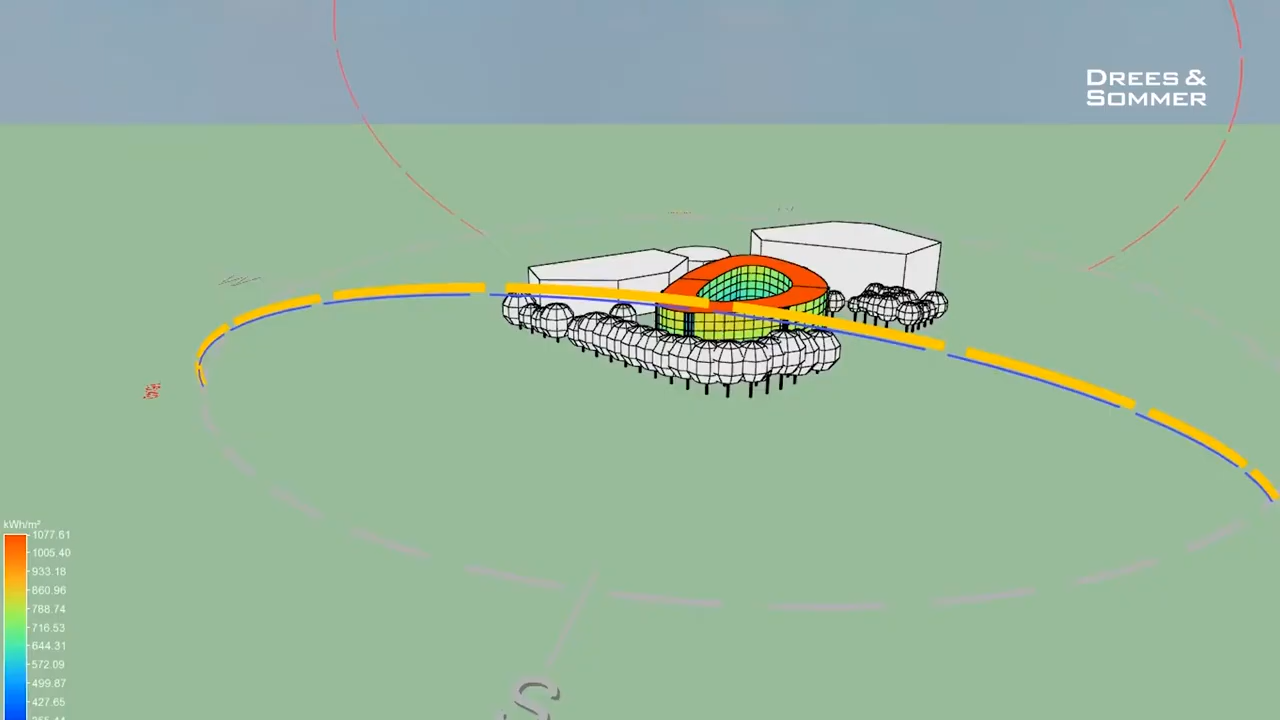 DREES &
SOMMER
kWh/m²
1077.61
1005.40
933.18
860.96
788.74
716.53
644.31
572.09
499.87
427.65
S